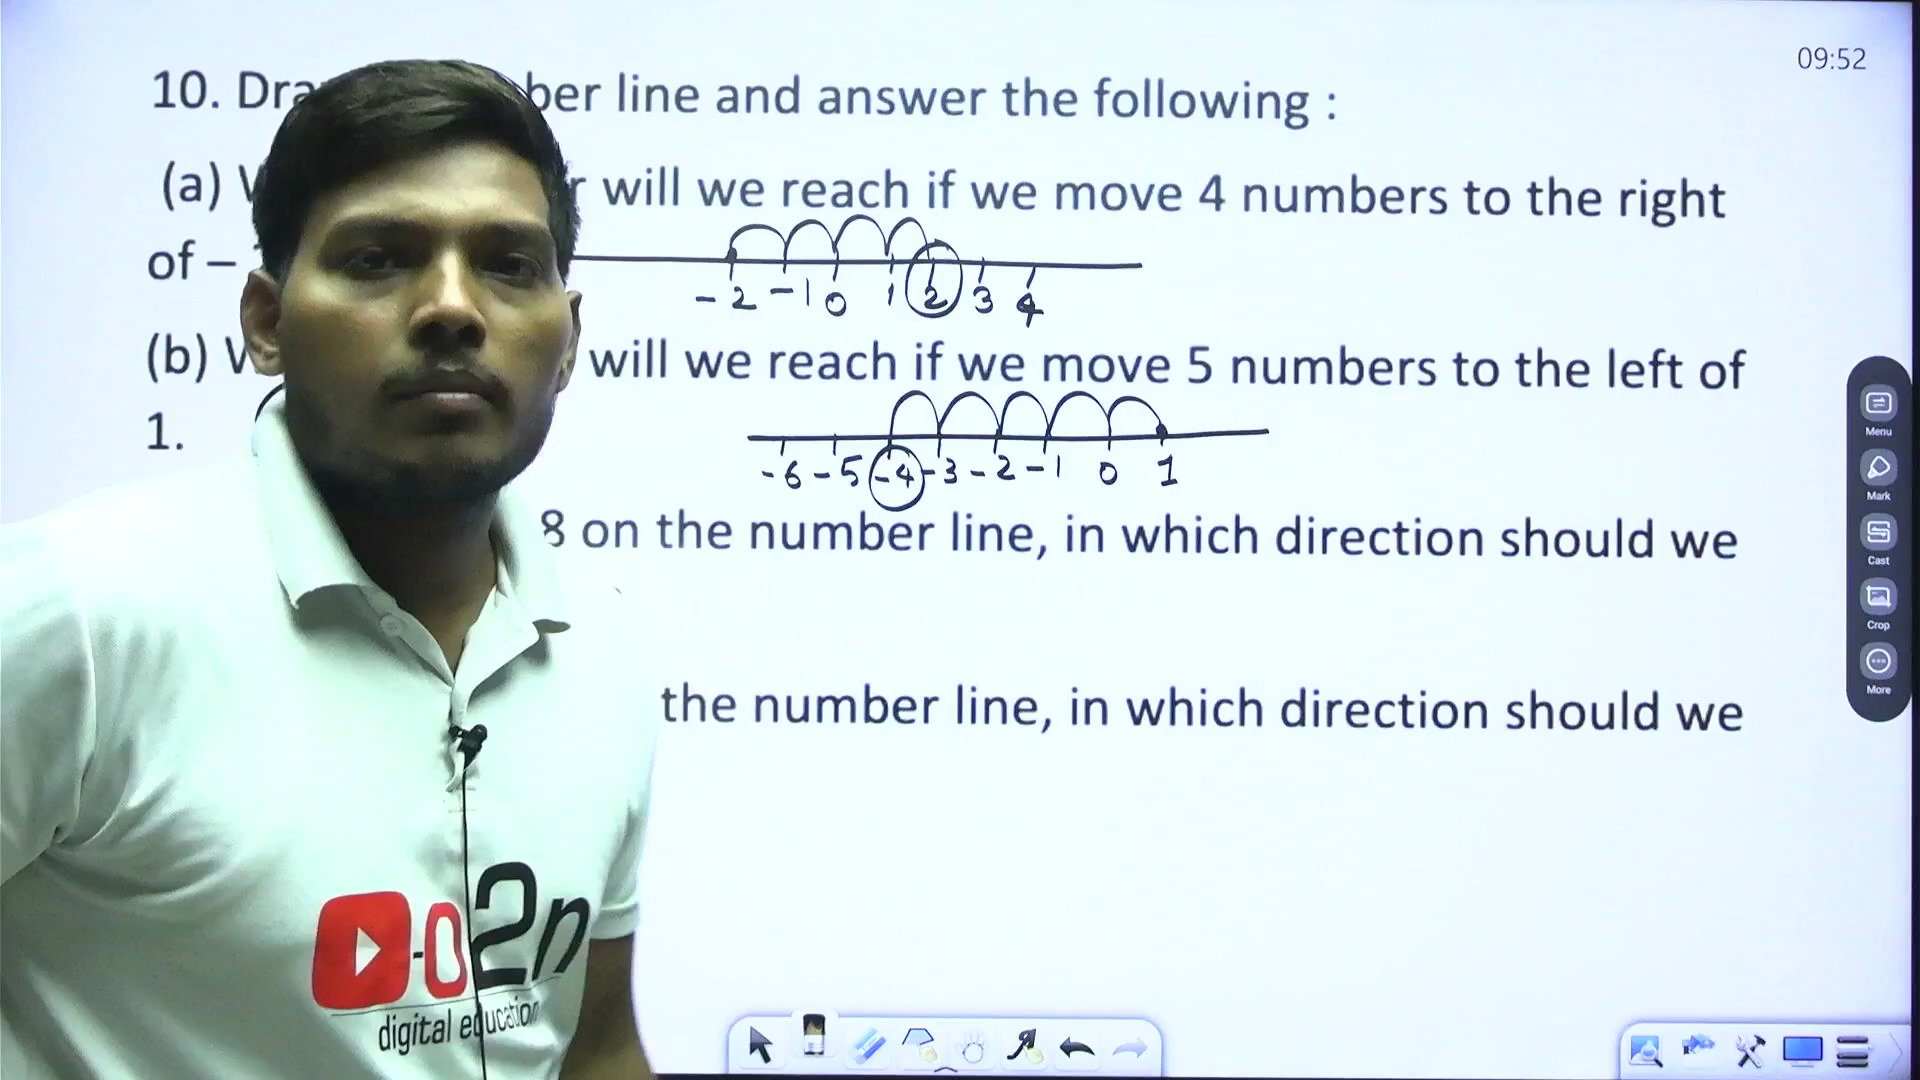 09:52
10. Dra ber line and answer the following :
(a) will we reach if we move 4 numbers to the right
of –
-2 -1 0 1 2 3 4
(b) will we reach if we move 5 numbers to the left of
1.
-6 -5 -4 -3 -2 -1 0 1
8 on the number line, in which direction should we
the number line, in which direction should we
Menu
Mark
Cast
Crop
More
-02n
digital education